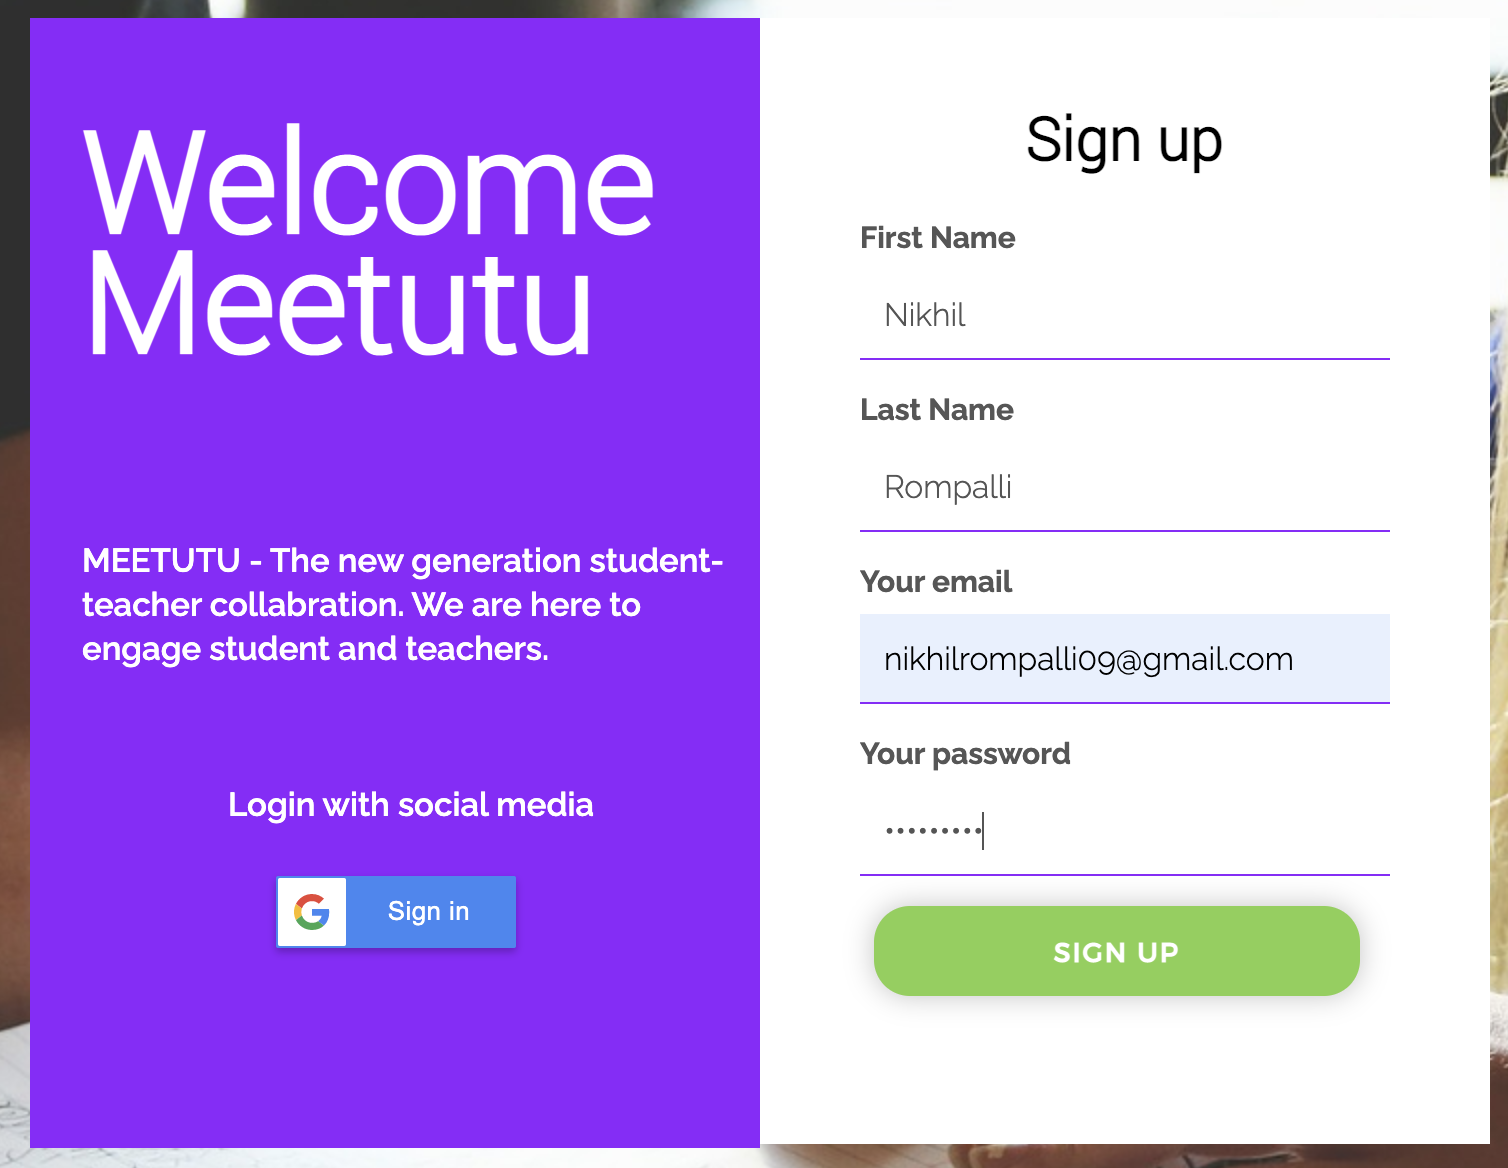 Welcome
Meetutu
MEETUTU - The new generation student-
teacher collabration. We are here to
engage student and teachers.
Login with social media
Sign in
Sign up
First Name
Nikhil
Last Name
Rompalli
Your email
nikhilrompalli09@gmail.com
Your password
•••••••••
SIGN UP